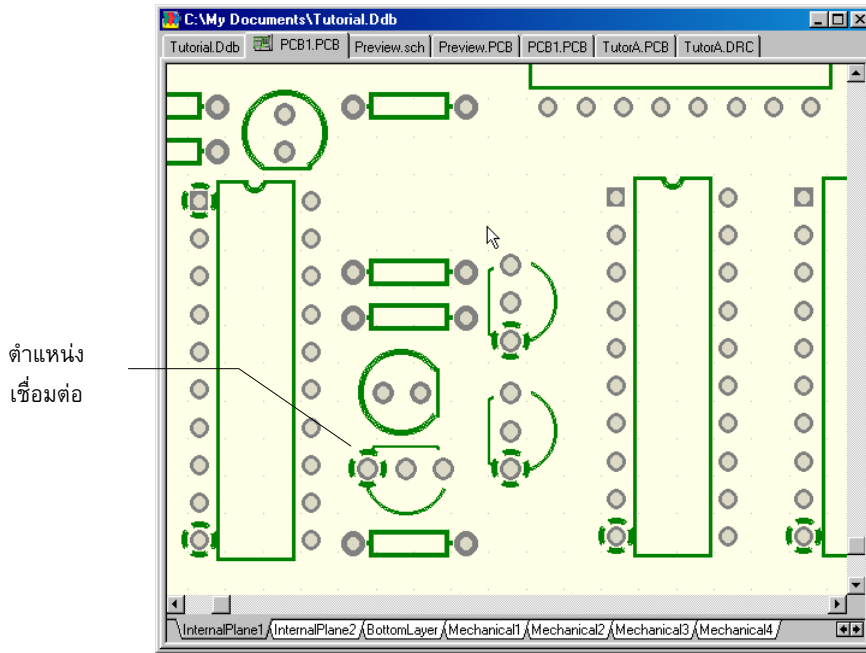 C:\My Documents\Tutorial.Ddb
Tutorial.Ddb PCB1.PCB Preview.sch Preview.PCB PCB1.PCB TutorA.PCB TutorA.DRC
ตำแหน่ง
เชื่อมต่อ
InternalPlane1 InternalPlane2 BottomLayer Mechanical1 Mechanical2 Mechanical3 Mechanical4